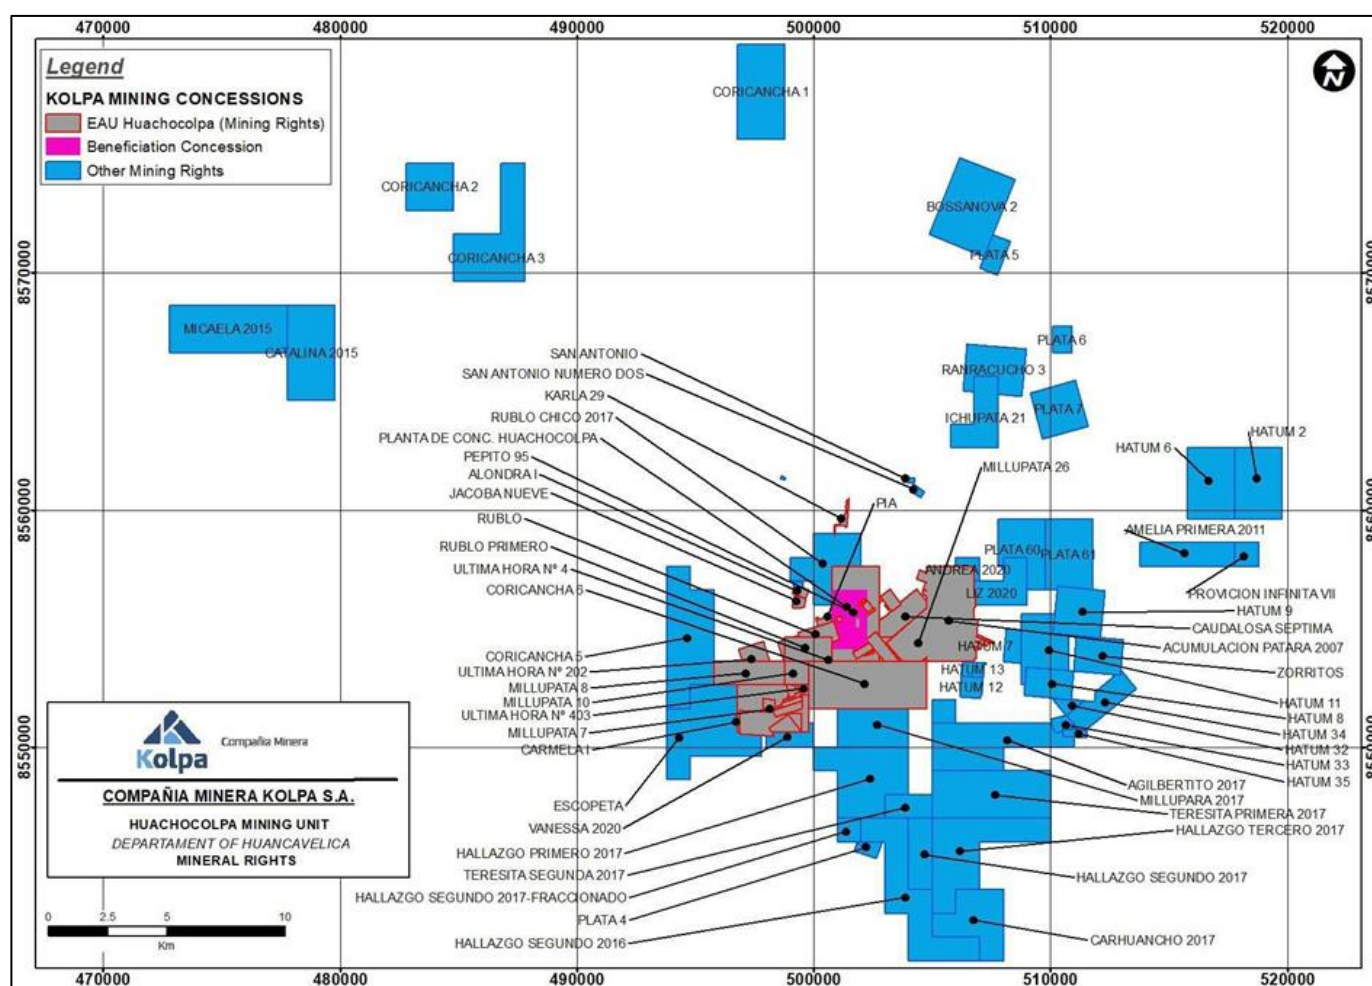 470000 480000 490000 500000 510000 520000
Legend
KOLPA MINING CONCESSIONS
EAU Huachocolpa (Mining Rights)
Beneficiation Concession
Other Mining Rights
N
CORICANCHA 1
CORICANCHA 2
CORICANCHA 3
BOSSANOVA 2
PLATA 5
8570000 8570000
MICAELA 2015
CATALINA 2015
PLATA 6
RANRACUCHO 3
ICHUPATA 21
PLATA 7
SAN ANTONIO
SAN ANTONIO NUMERO DOS
KARLA 29
RUBLO CHICO 2017
PLANTA DE CONC. HUACHOCOLPA
PEPITO 95
ALONDRA I
JACOBA NUEVE
RUBLO
RUBLO PRIMERO
ULTIMA HORA Nº 4
CORICANCHA 6
HATUM 2
HATUM 6
MILLUPATA 26
PIA
8560000 8560000
AMELIA PRIMERA 2011
PLATA 60
PLATA 61
ANDREA 2020
LIZ 2020
PROVICION INFINITA VII
HATUM 9
CAUDALOSA SEPTIMA
ACUMULACION PATARA 2007
ZORRITOS
HATUM 7
HATUM 13
HATUM 12
CORICANCHA 5
ULTIMA HORA Nº 202
MILLUPATA 8
MILLUPATA 10
ULTIMA HORA Nº 403
MILLUPATA 7
CARMELA I
HATUM 11
HATUM 8
HATUM 34
HATUM 32
HATUM 33
HATUM 35
8550000 8550000
AGILBERTITO 2017
MILLUPARA 2017
TERESITA PRIMERA 2017
HALLAZGO TERCERO 2017
HALLAZGO SEGUNDO 2017
CARHUANCHO 2017
ESCOPETA
VANESSA 2020
HALLAZGO PRIMERO 2017
TERESITA SEGUNDA 2017
HALLAZGO SEGUNDO 2017-FRACCIONADO
PLATA 4
HALLAZGO SEGUNDO 2016
Kolpa
Compañia Minera
COMPAÑIA MINERA KOLPA S.A.
HUACHOCOLPA MINING UNIT
DEPARTAMENT OF HUANCAVELICA
MINERAL RIGHTS
0 2.5 5 10
Km
470000 480000 490000 500000 510000 520000